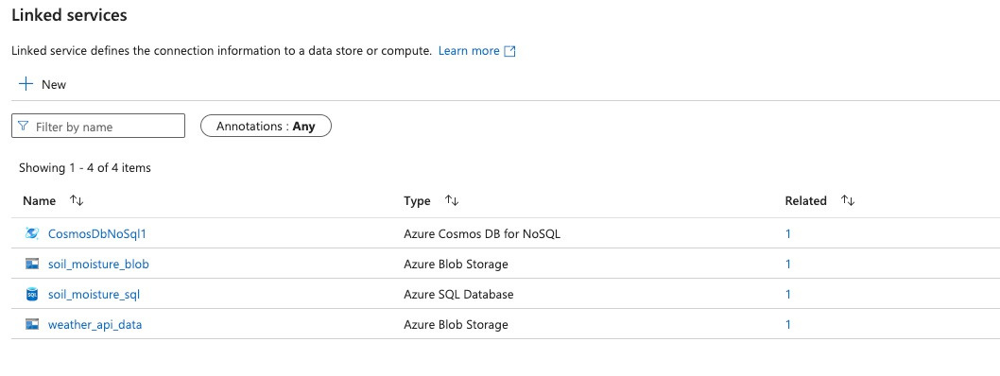 Linked services
Linked service defines the connection information to a data store or compute. Learn more
New
Filter by name Annotations : Any
Showing 1 - 4 of 4 items
Name Type Related
CosmosDbNoSql1 Azure Cosmos DB for NoSQL 1
soil_moisture_blob Azure Blob Storage 1
SQL soil_moisture_sql Azure SQL Database 1
weather_api_data Azure Blob Storage 1